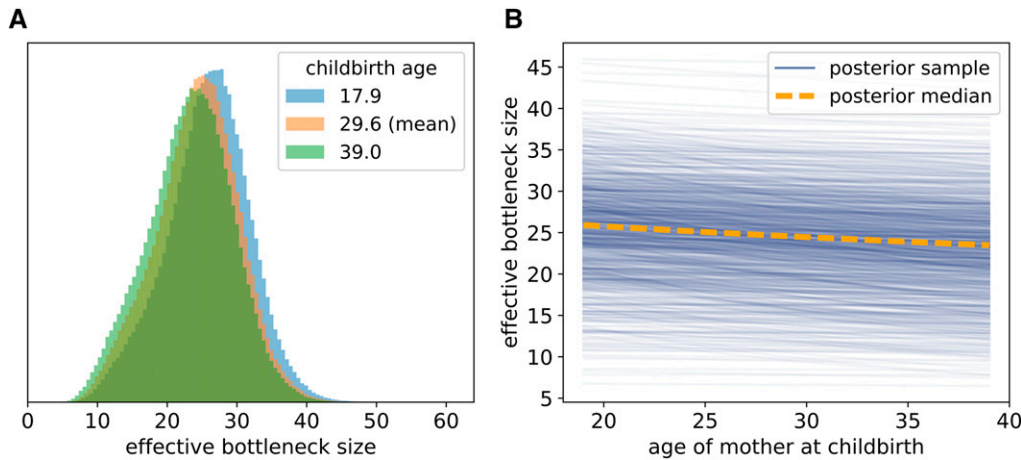 A
childbirth age
17.9
29.6 (mean)
39.0
0 10 20 30 40 50 60
effective bottleneck size
B
posterior sample
posterior median
45
40
35
30
25
20
15
10
5
effective bottleneck size
20 25 30 35 40
age of mother at childbirth